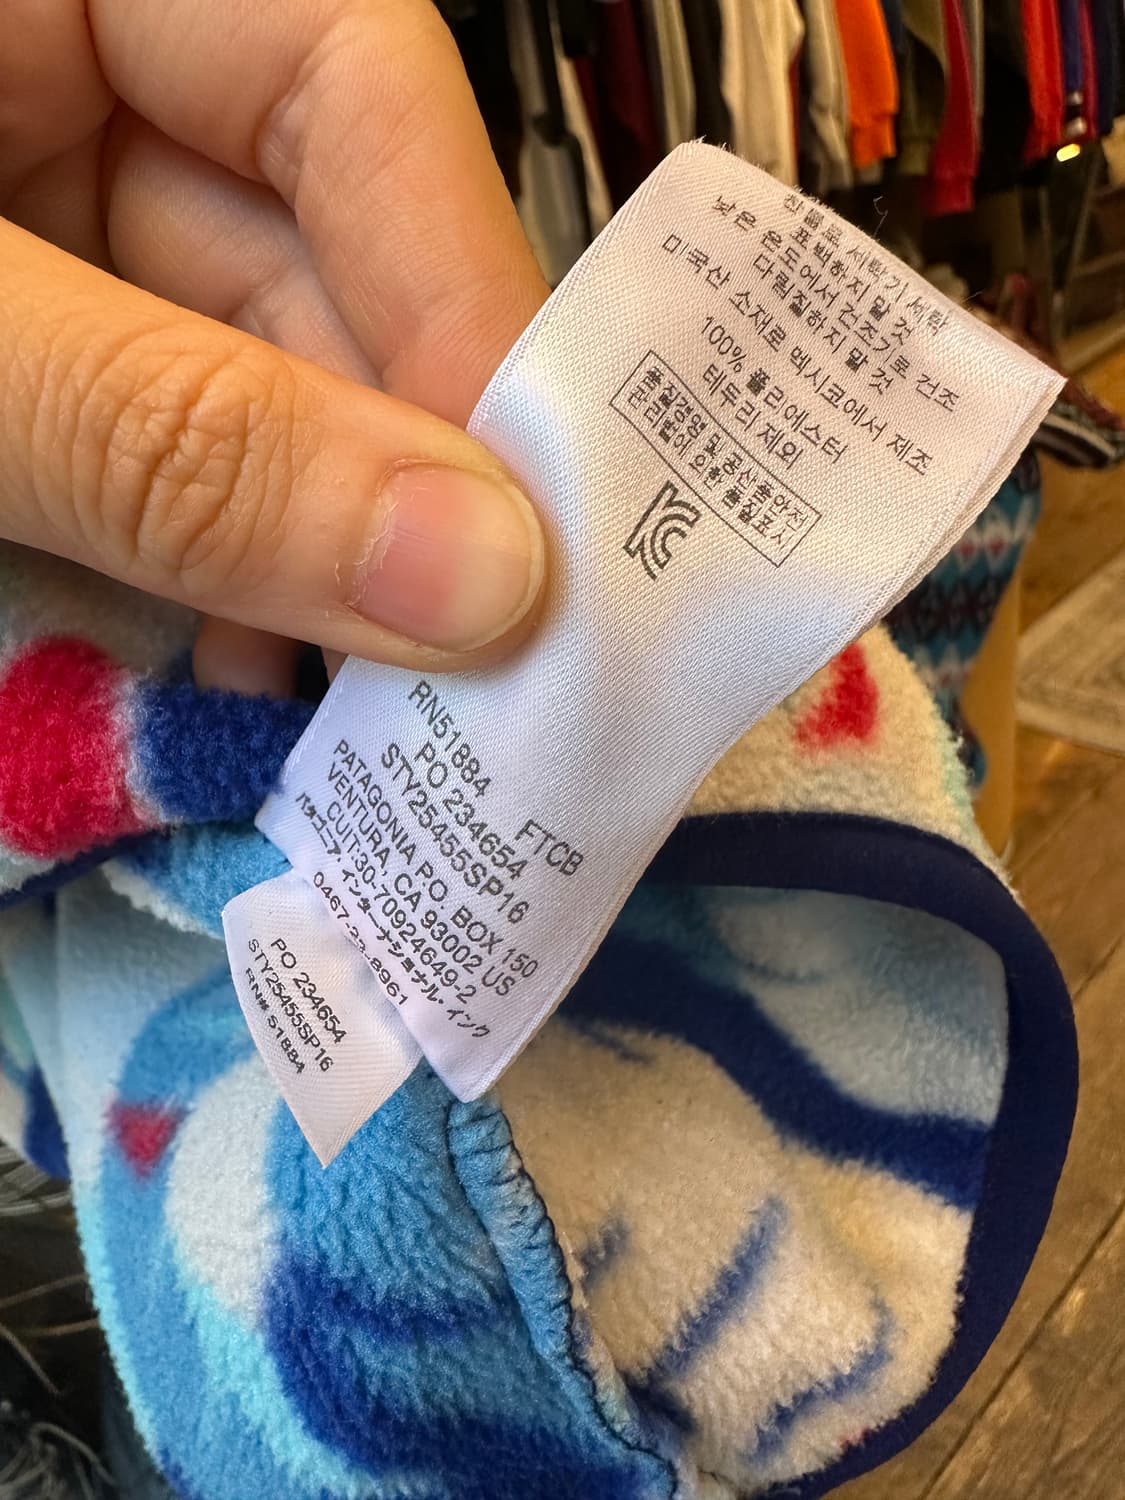 찬물로 세탁기 세탁
표백하지 말 것
낮은 온도에서 건조기로 건조
다림질하지 말 것
미국산 소재로 멕시코에서 제조
100% 폴리에스터
테두리 제외
품질경영 및 공산품안전
관리법에 의한 품질표시
KC
RN51884
PO 234654 FTCB
STY25455SP16
PATAGONIA P.O. BOX 150
VENTURA, CA 93002 US
CUIT:30-70924649-2
パタゴニア・インターナショナル・インク
0467-23-8961
PO 234654
STY25455SP16
RN# 51884